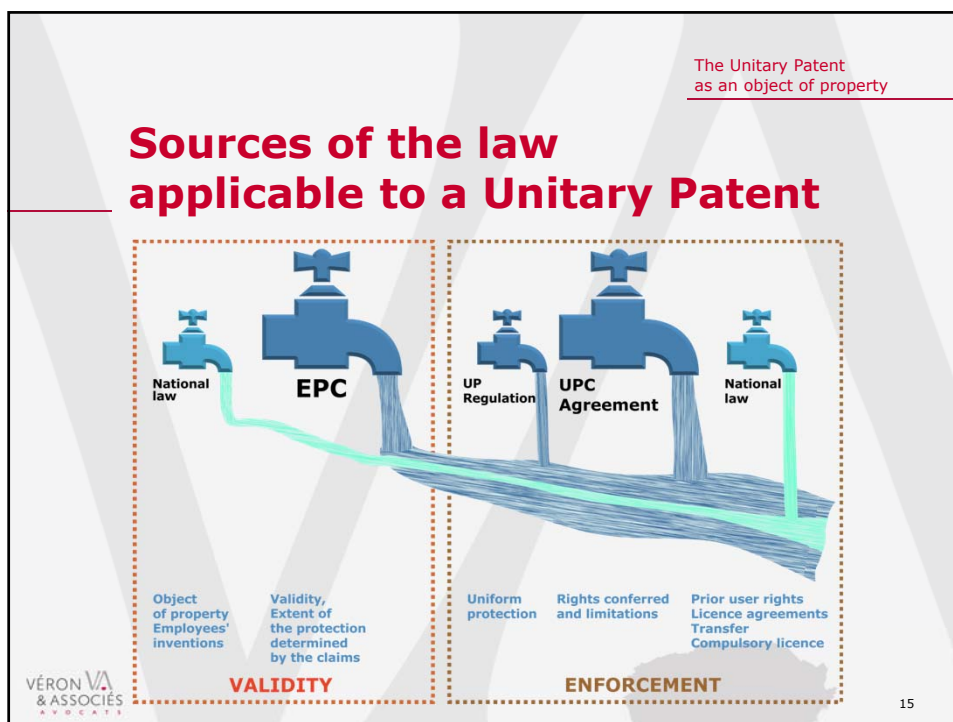 The Unitary Patent
as an object of property
Sources of the law
applicable to a Unitary Patent
National
law
EPC
UP
Regulation
UPC
Agreement
National
law
Object
of property
Employees'
inventions
Validity,
Extent of
the protection
determined
by the claims
Uniform
protection
Rights conferred
and limitations
Prior user rights
Licence agreements
Transfer
Compulsory licence
VALIDITY
ENFORCEMENT
VÉRON VA
& ASSOCIÉS
AVOCATS
15